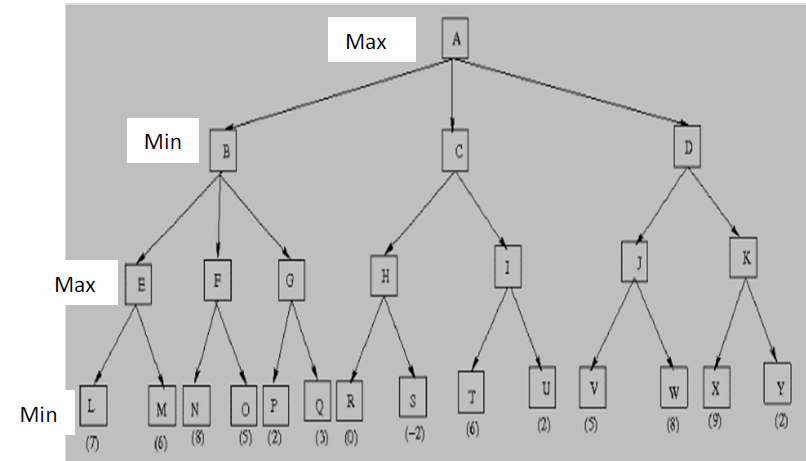 Max
A
Min
B
C
D
Max
E
F
G
H
I
J
K
Min
L
M
N
O
P
Q
R
S
T
U
V
W
X
Y
(7)
(6)
(8)
(5)
(2)
(3)
(0)
(-2)
(6)
(2)
(5)
(8)
(9)
(2)